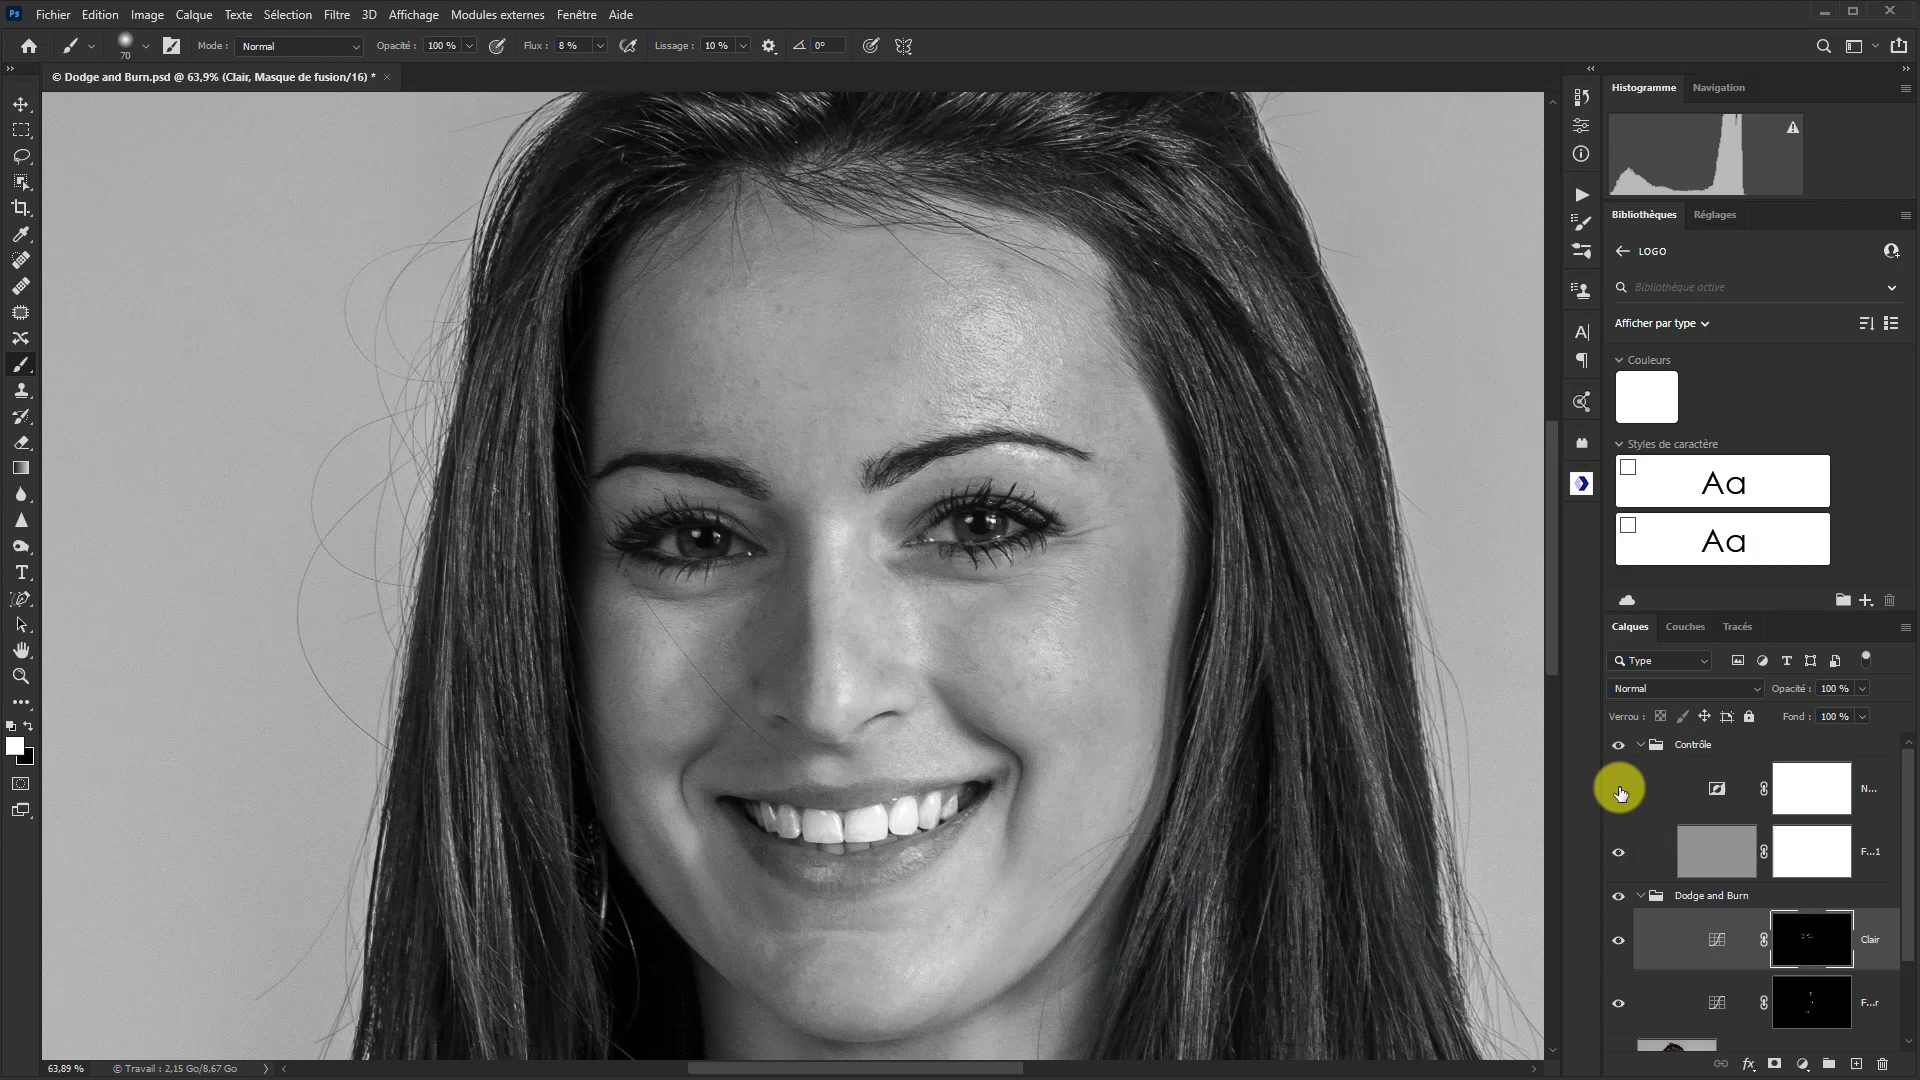 Ps Fichier Edition Image Calque Texte Sélection Filtre 3D Affichage Modules externes Fenêtre Aide
70 Mode : Normal Opacité : 100 % Flux : 8 % Lissage : 10 % 0°
© Dodge and Burn.psd @ 63,9% (Clair, Masque de fusion/16) * ×
Histogramme Navigation
Bibliothèques Réglages
LOGO
Bibliothèque active
Afficher par type
Couleurs
Styles de caractère
Aa
Aa
Calques Couches Tracés
Type
Normal Opacité : 100 %
Verrou : Fond : 100 %
Contrôle
N...
F...1
Dodge and Burn
Clair
F...r
63,89 % © Travail : 2,15 Go/8,67 Go